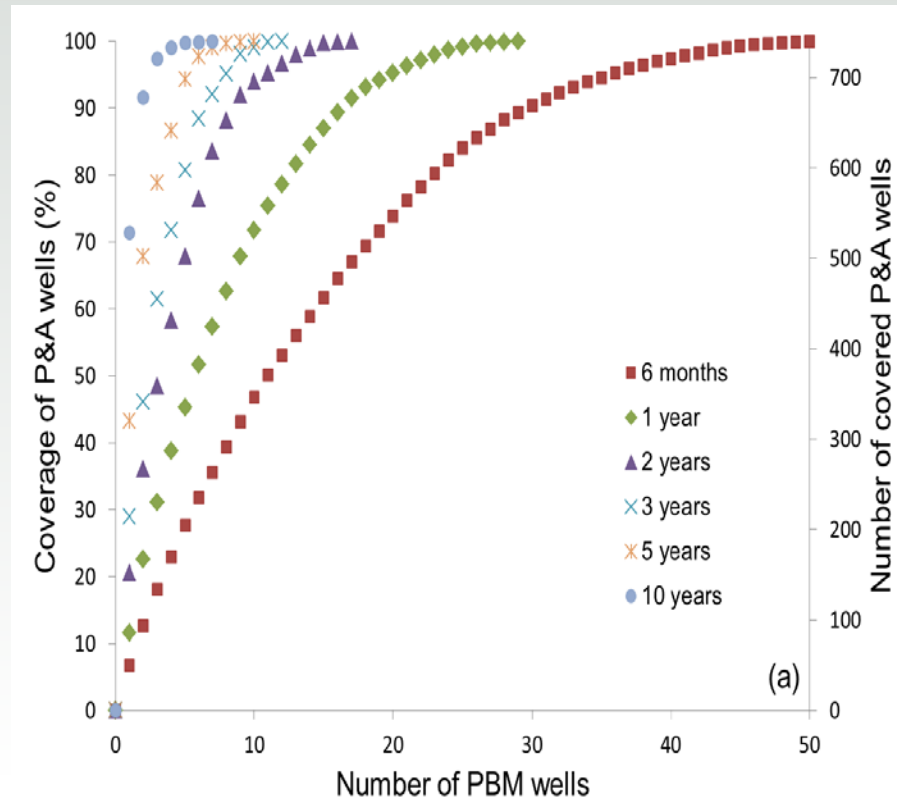 Coverage of P&A wells (%)
100
90
80
70
60
50
40
30
20
10
0
0
10
20
30
40
50
Number of PBM wells
700
600
500
400
300
200
100
0
Number of covered P&A wells
6 months
1 year
2 years
3 years
5 years
10 years
(a)